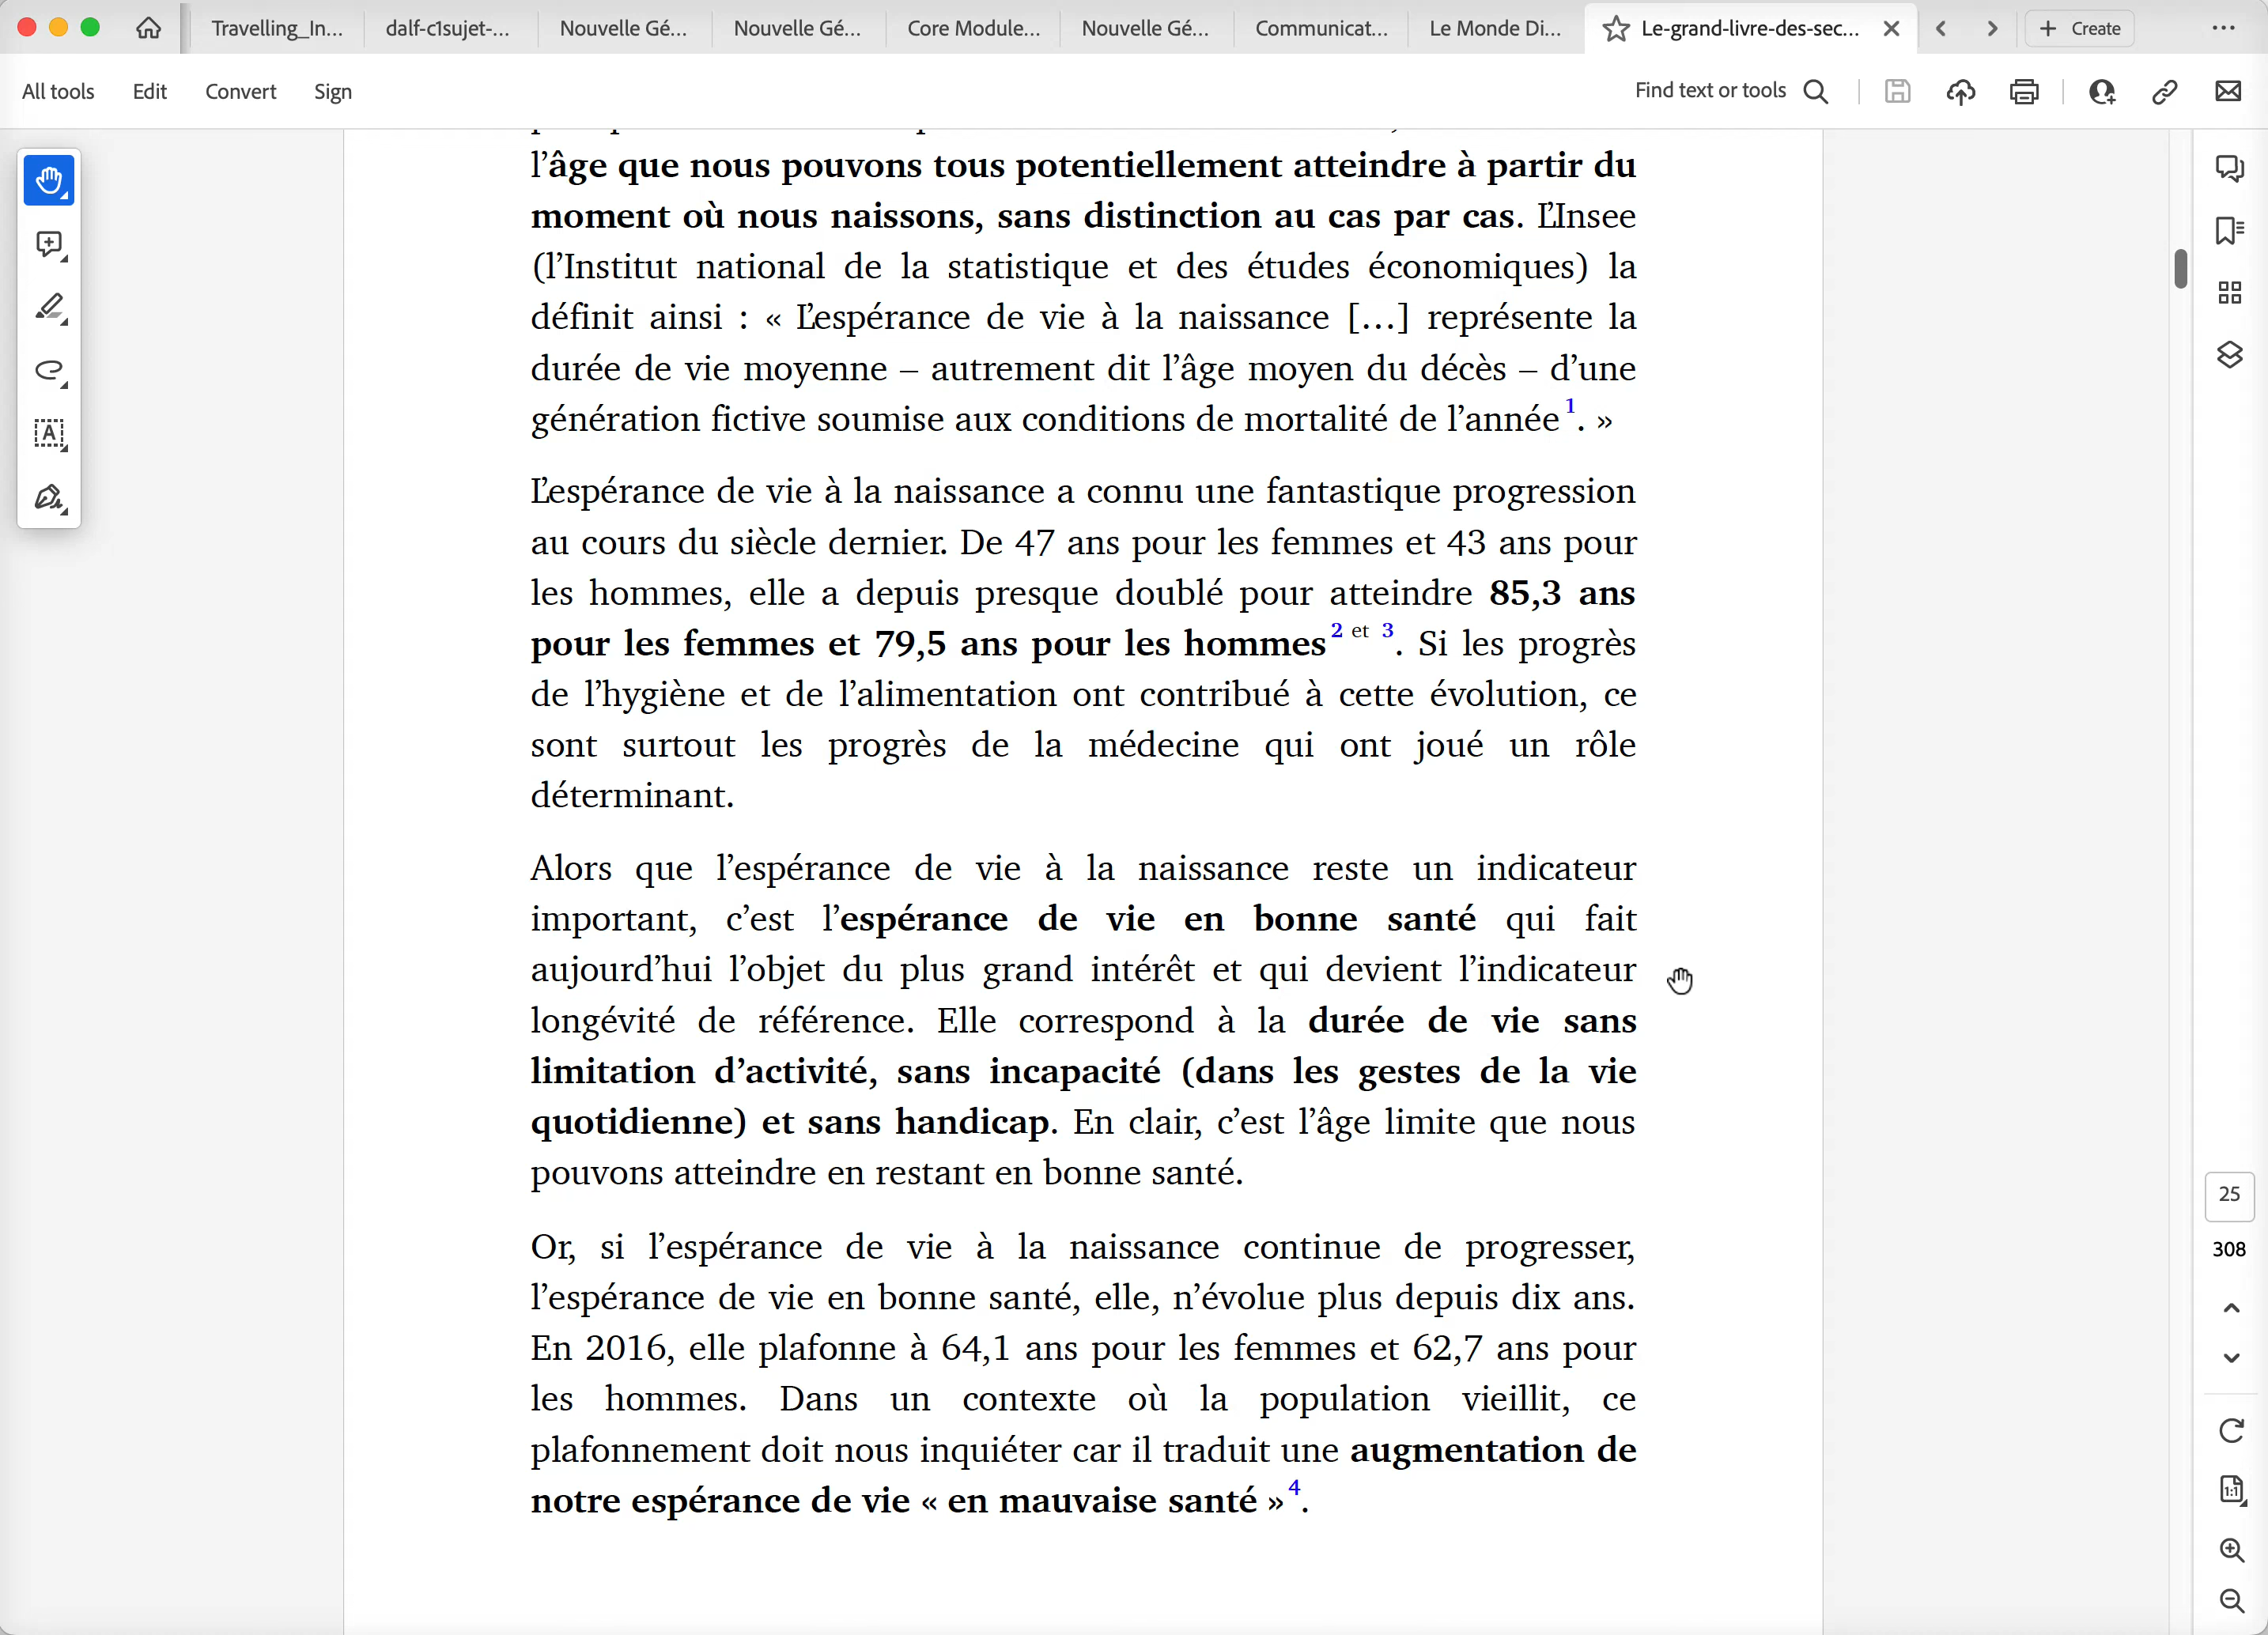 Travelling_In...
dalf-c1sujet-...
Nouvelle Gé...
Nouvelle Gé...
Core Module...
Nouvelle Gé...
Communicat...
Le Monde Di...
Le-grand-livre-des-sec...
Create
All tools
Edit
Convert
Sign
Find text or tools
l’âge que nous pouvons tous potentiellement atteindre à partir du
moment où nous naissons, sans distinction au cas par cas. L’Insee
(l’Institut national de la statistique et des études économiques) la
définit ainsi : « L’espérance de vie à la naissance […] représente la
durée de vie moyenne – autrement dit l’âge moyen du décès – d’une
génération fictive soumise aux conditions de mortalité de l’année 1. »
L’espérance de vie à la naissance a connu une fantastique progression
au cours du siècle dernier. De 47 ans pour les femmes et 43 ans pour
les hommes, elle a depuis presque doublé pour atteindre 85,3 ans
pour les femmes et 79,5 ans pour les hommes 2 et 3. Si les progrès
de l’hygiène et de l’alimentation ont contribué à cette évolution, ce
sont surtout les progrès de la médecine qui ont joué un rôle
déterminant.
Alors que l’espérance de vie à la naissance reste un indicateur
important, c’est l’espérance de vie en bonne santé qui fait
aujourd’hui l’objet du plus grand intérêt et qui devient l’indicateur
longévité de référence. Elle correspond à la durée de vie sans
limitation d’activité, sans incapacité (dans les gestes de la vie
quotidienne) et sans handicap. En clair, c’est l’âge limite que nous
pouvons atteindre en restant en bonne santé.
Or, si l’espérance de vie à la naissance continue de progresser,
l’espérance de vie en bonne santé, elle, n’évolue plus depuis dix ans.
En 2016, elle plafonne à 64,1 ans pour les femmes et 62,7 ans pour
les hommes. Dans un contexte où la population vieillit, ce
plafonnement doit nous inquiéter car il traduit une augmentation de
notre espérance de vie « en mauvaise santé » 4.
25
308
1:1